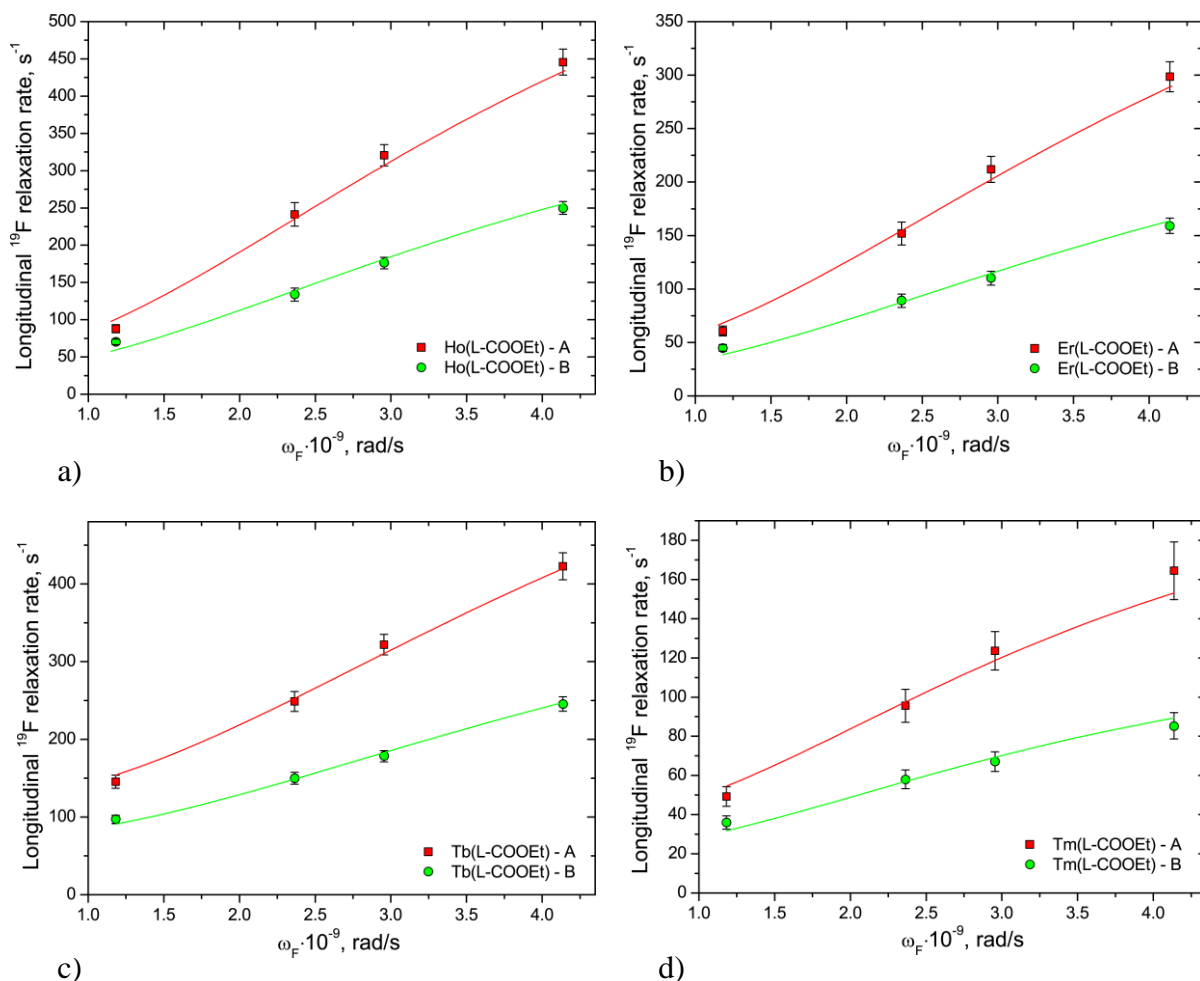 Longitudinal ¹⁹F relaxation rate, s⁻¹
500
450
400
350
300
250
200
150
100
50
0
1.0 1.5 2.0 2.5 3.0 3.5 4.0
Ho(L-COOEt) - A
Ho(L-COOEt) - B
ω_F·10⁻⁹, rad/s
a)
Longitudinal ¹⁹F relaxation rate, s⁻¹
350
300
250
200
150
100
50
0
1.0 1.5 2.0 2.5 3.0 3.5 4.0
Er(L-COOEt) - A
Er(L-COOEt) - B
ω_F·10⁻⁹, rad/s
b)
Longitudinal ¹⁹F relaxation rate, s⁻¹
400
300
200
100
0
1.0 1.5 2.0 2.5 3.0 3.5 4.0
Tb(L-COOEt) - A
Tb(L-COOEt) - B
ω_F·10⁻⁹, rad/s
c)
Longitudinal ¹⁹F relaxation rate, s⁻¹
180
160
140
120
100
80
60
40
20
0
1.0 1.5 2.0 2.5 3.0 3.5 4.0
Tm(L-COOEt) - A
Tm(L-COOEt) - B
ω_F·10⁻⁹, rad/s
d)